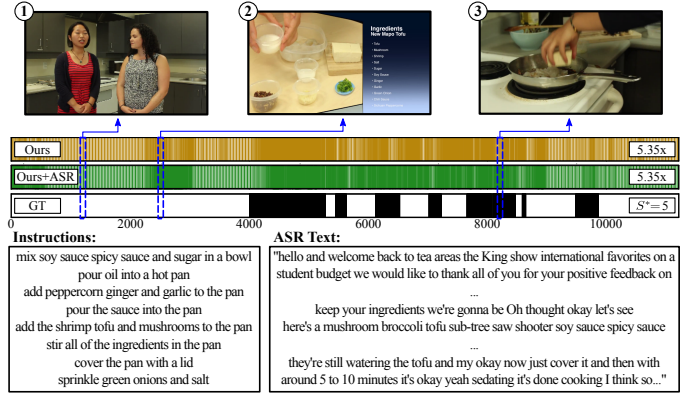 1
2
3
Ingredients
New Mapo Tofu
Ours
5.35x
Ours+ASR
5.35x
GT
S*=5
0
2000
4000
6000
8000
10000
Instructions:
mix soy sauce spicy sauce and sugar in a bowl
pour oil into a hot pan
add peppercorn ginger and garlic to the pan
pour the sauce into the pan
add the shrimp tofu and mushrooms to the pan
stir all of the ingredients in the pan
cover the pan with a lid
sprinkle green onions and salt
ASR Text:
"hello and welcome back to tea areas the King show international favorites on a
student budget we would like to thank all of you for your positive feedback on
...
keep your ingredients we're gonna be Oh thought okay let's see
here's a mushroom broccoli tofu sub-tree saw shooter soy sauce spicy sauce
...
they're still watering the tofu and my okay now just cover it and then with
around 5 to 10 minutes it's okay yeah sedating it's done cooking I think so..."